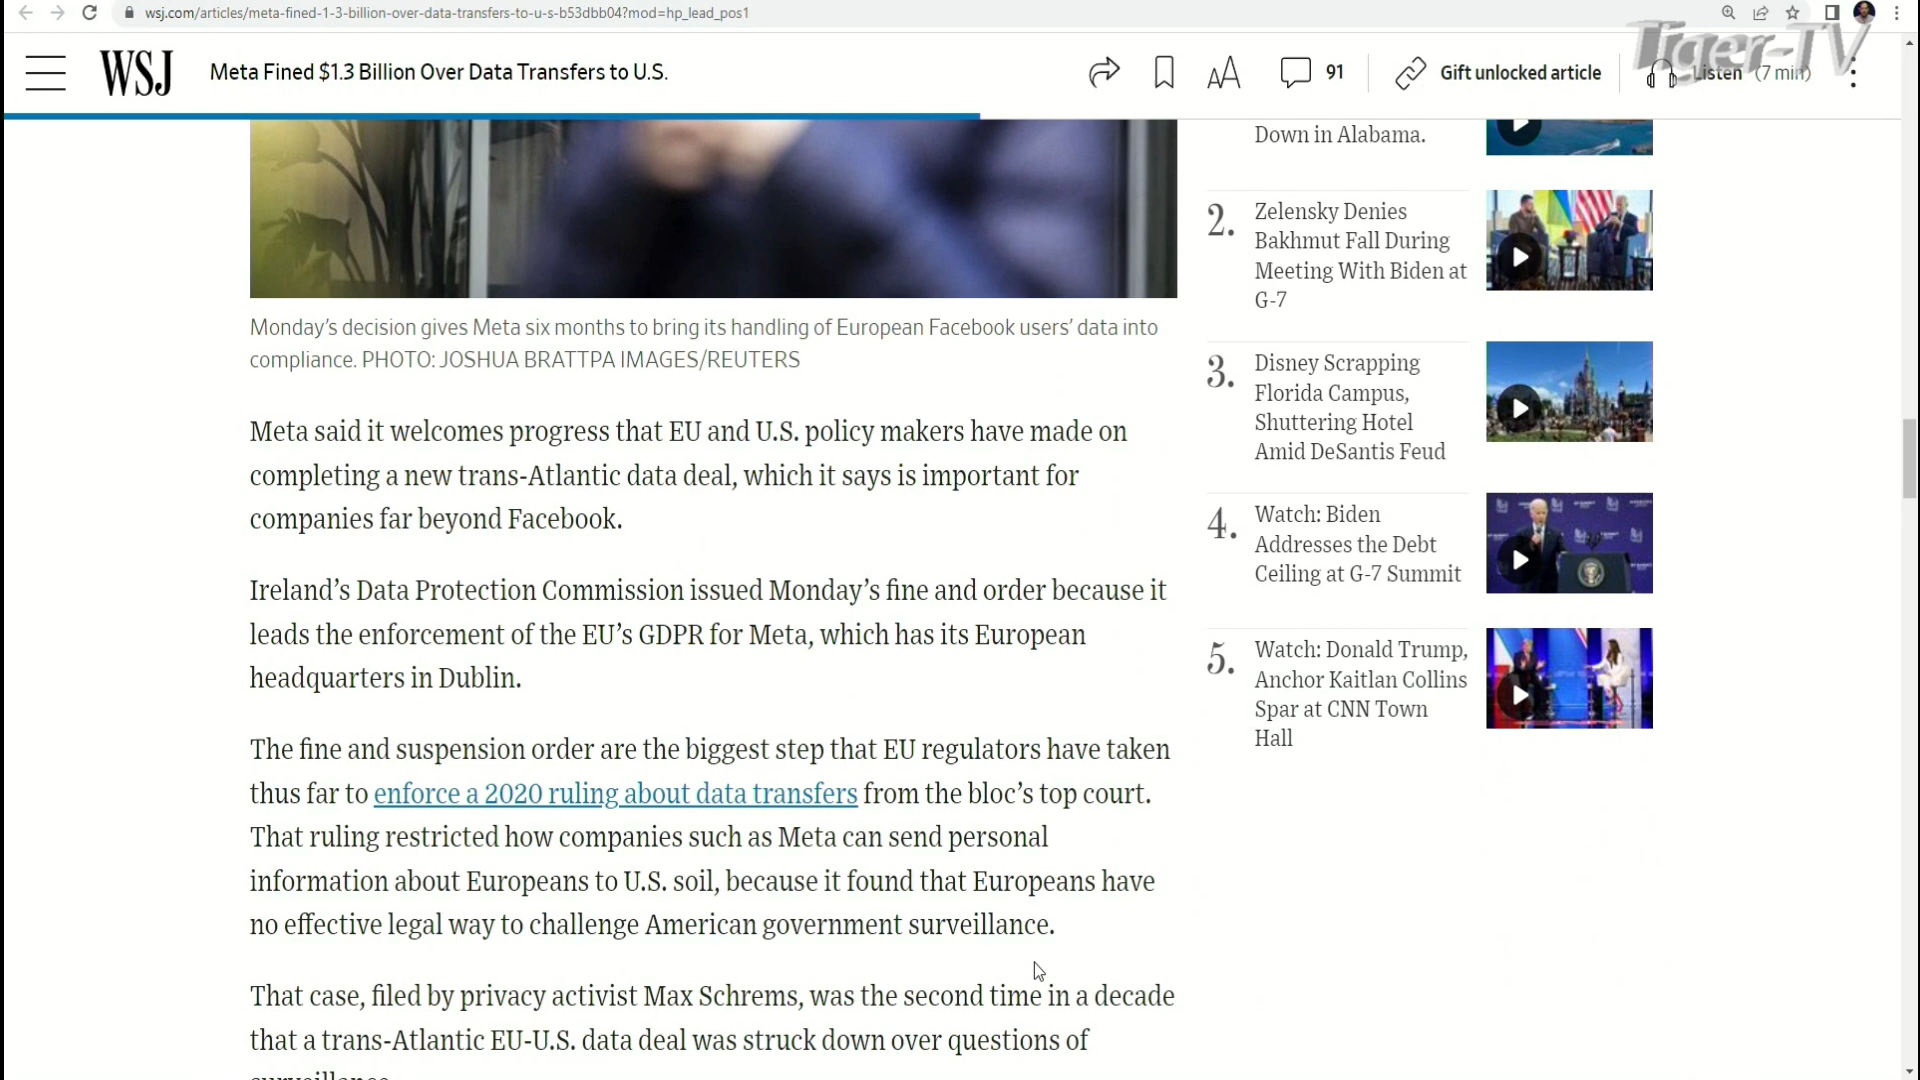 wsj.com/articles/meta-fined-1-3-billion-over-data-transfers-to-u-s-b53dbb04?mod=hp_lead_pos1
Tiger-TV
WSJ
Meta Fined $1.3 Billion Over Data Transfers to U.S.
AA
91
Gift unlocked article
Listen (7 min)
Monday's decision gives Meta six months to bring its handling of European Facebook users' data into
compliance. PHOTO: JOSHUA BRATTPA IMAGES/REUTERS
Meta said it welcomes progress that EU and U.S. policy makers have made on
completing a new trans-Atlantic data deal, which it says is important for
companies far beyond Facebook.
Ireland's Data Protection Commission issued Monday's fine and order because it
leads the enforcement of the EU's GDPR for Meta, which has its European
headquarters in Dublin.
The fine and suspension order are the biggest step that EU regulators have taken
thus far to enforce a 2020 ruling about data transfers from the bloc's top court.
That ruling restricted how companies such as Meta can send personal
information about Europeans to U.S. soil, because it found that Europeans have
no effective legal way to challenge American government surveillance.
That case, filed by privacy activist Max Schrems, was the second time in a decade
that a trans-Atlantic EU-U.S. data deal was struck down over questions of
Down in Alabama.
2. Zelensky Denies
Bakhmut Fall During
Meeting With Biden at
G-7
3. Disney Scrapping
Florida Campus,
Shuttering Hotel
Amid DeSantis Feud
4. Watch: Biden
Addresses the Debt
Ceiling at G-7 Summit
5. Watch: Donald Trump,
Anchor Kaitlan Collins
Spar at CNN Town
Hall